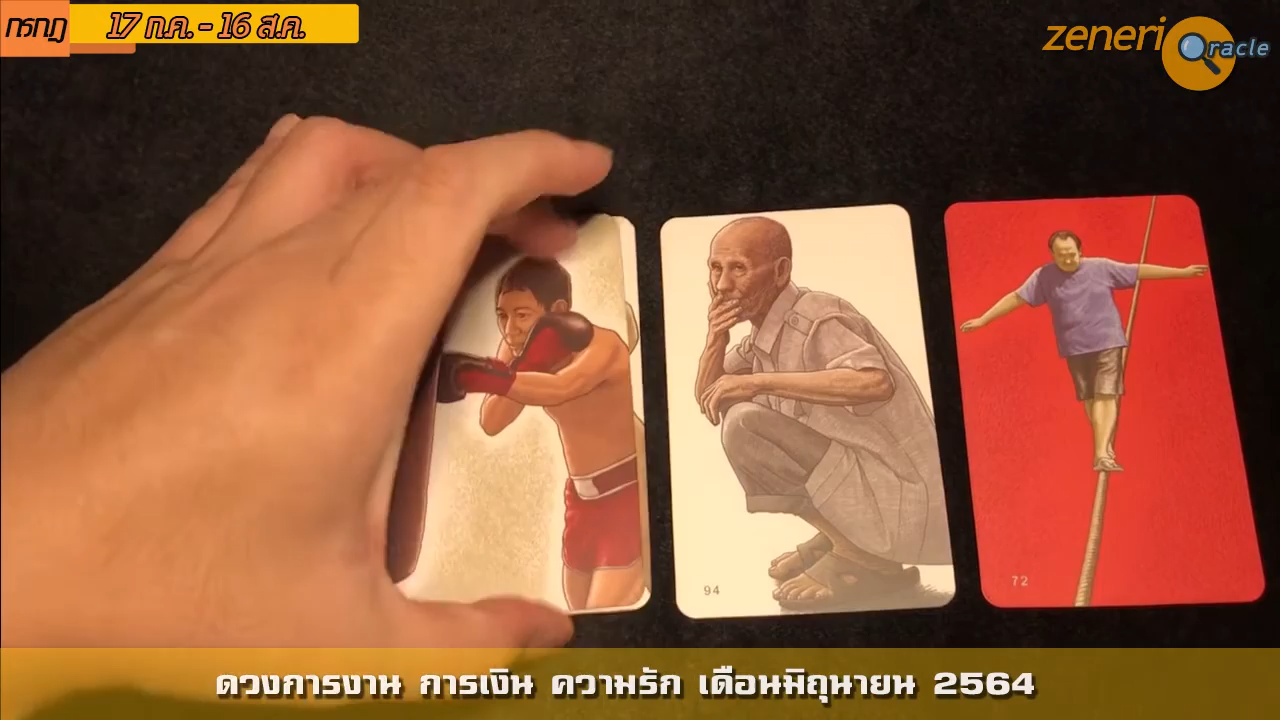 กรกฎ
17 ก.ค. - 16 ส.ค.
zeneri
Oracle
94
72
ดวงการงาน การเงิน ความรัก เดือนมิถุนายน 2564